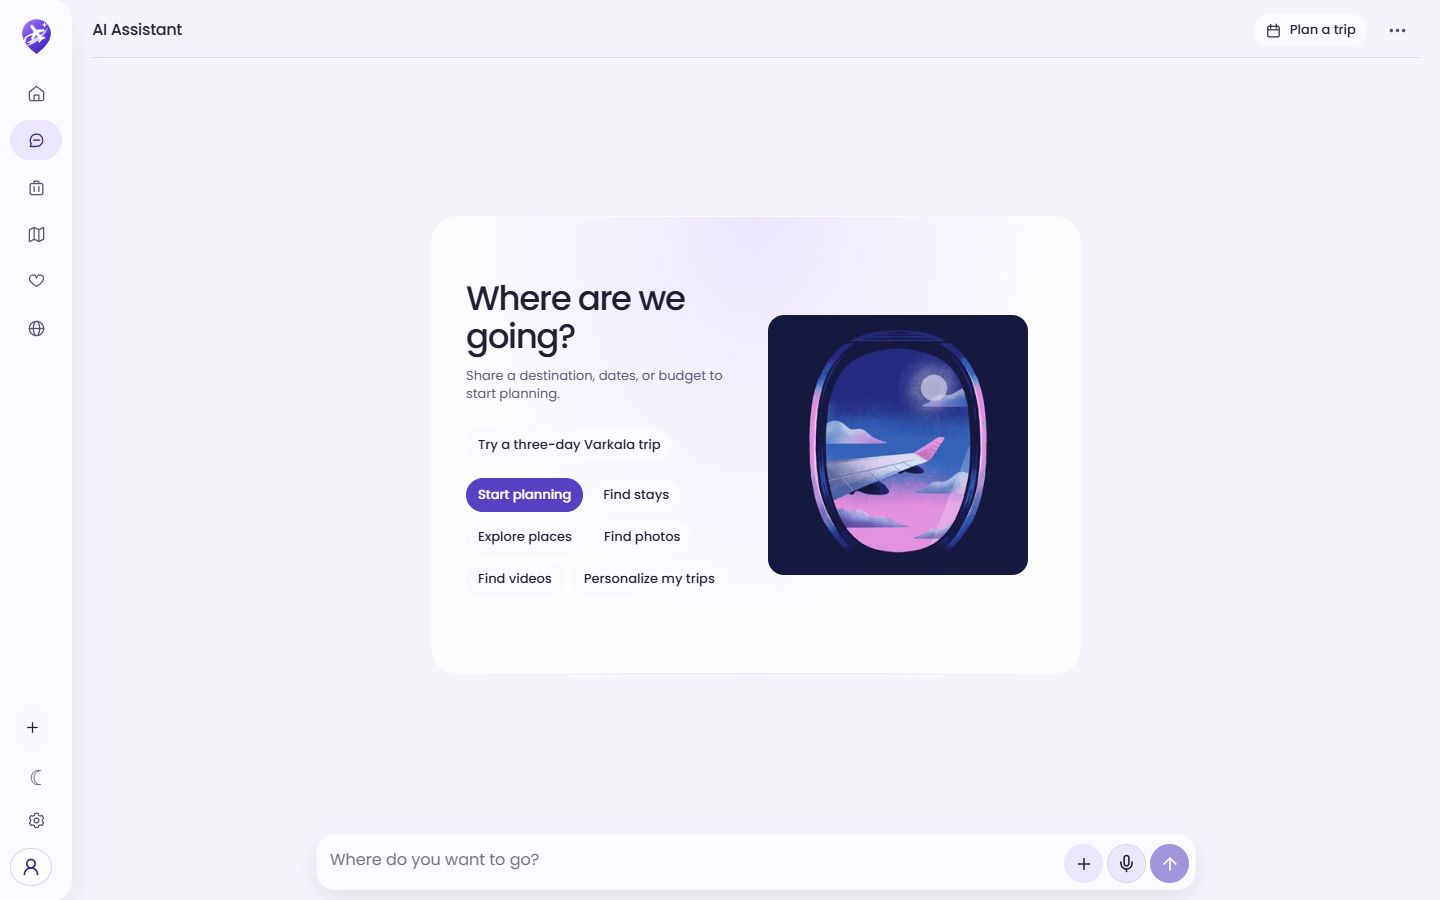 AI Assistant
Plan a trip
Where are we
going?
Share a destination, dates, or budget to
start planning.
Try a three-day Varkala trip
Start planning
Find stays
Explore places
Find photos
Find videos
Personalize my trips
Where do you want to go?